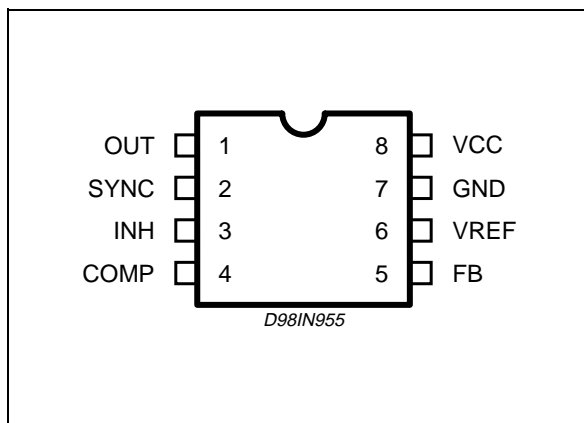 OUT 1 8 VCC
SYNC 2 7 GND
INH 3 6 VREF
COMP 4 5 FB
D98IN955